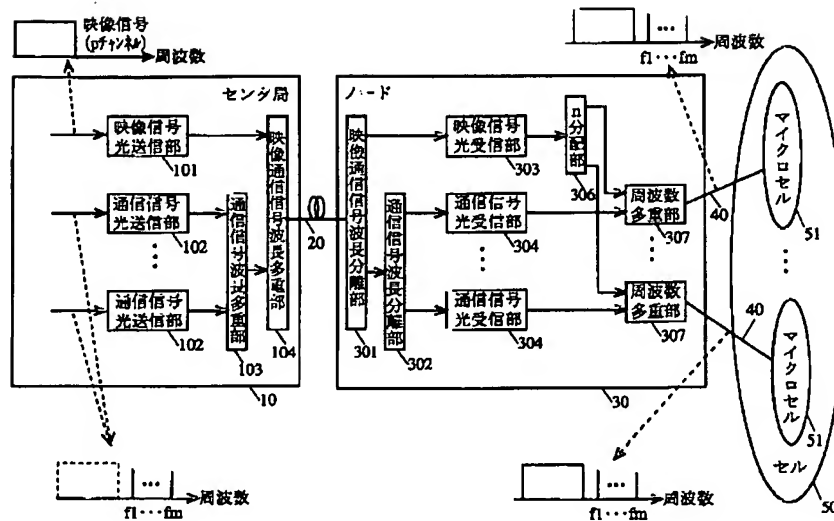 映像信号
(pチャンネル)
周波数
周波数
f1・・・fm
センタ局
ノード
映像信号
光送信部
101
通信信号
光送信部
102
通信信号
光送信部
102
通信信号波長多重部
103
映像通信信号波長多重部
104
10
20
映像通信信号波長分離部
301
通信信号波長分離部
302
映像信号
光受信部
303
通信信号
光受信部
304
通信信号
光受信部
304
n分配部
306
周波数
多重部
307
周波数
多重部
307
30
40
40
マイクロセル
51
マイクロセル
51
セル
50
周波数
f1・・・fm
周波数
f1・・・fm